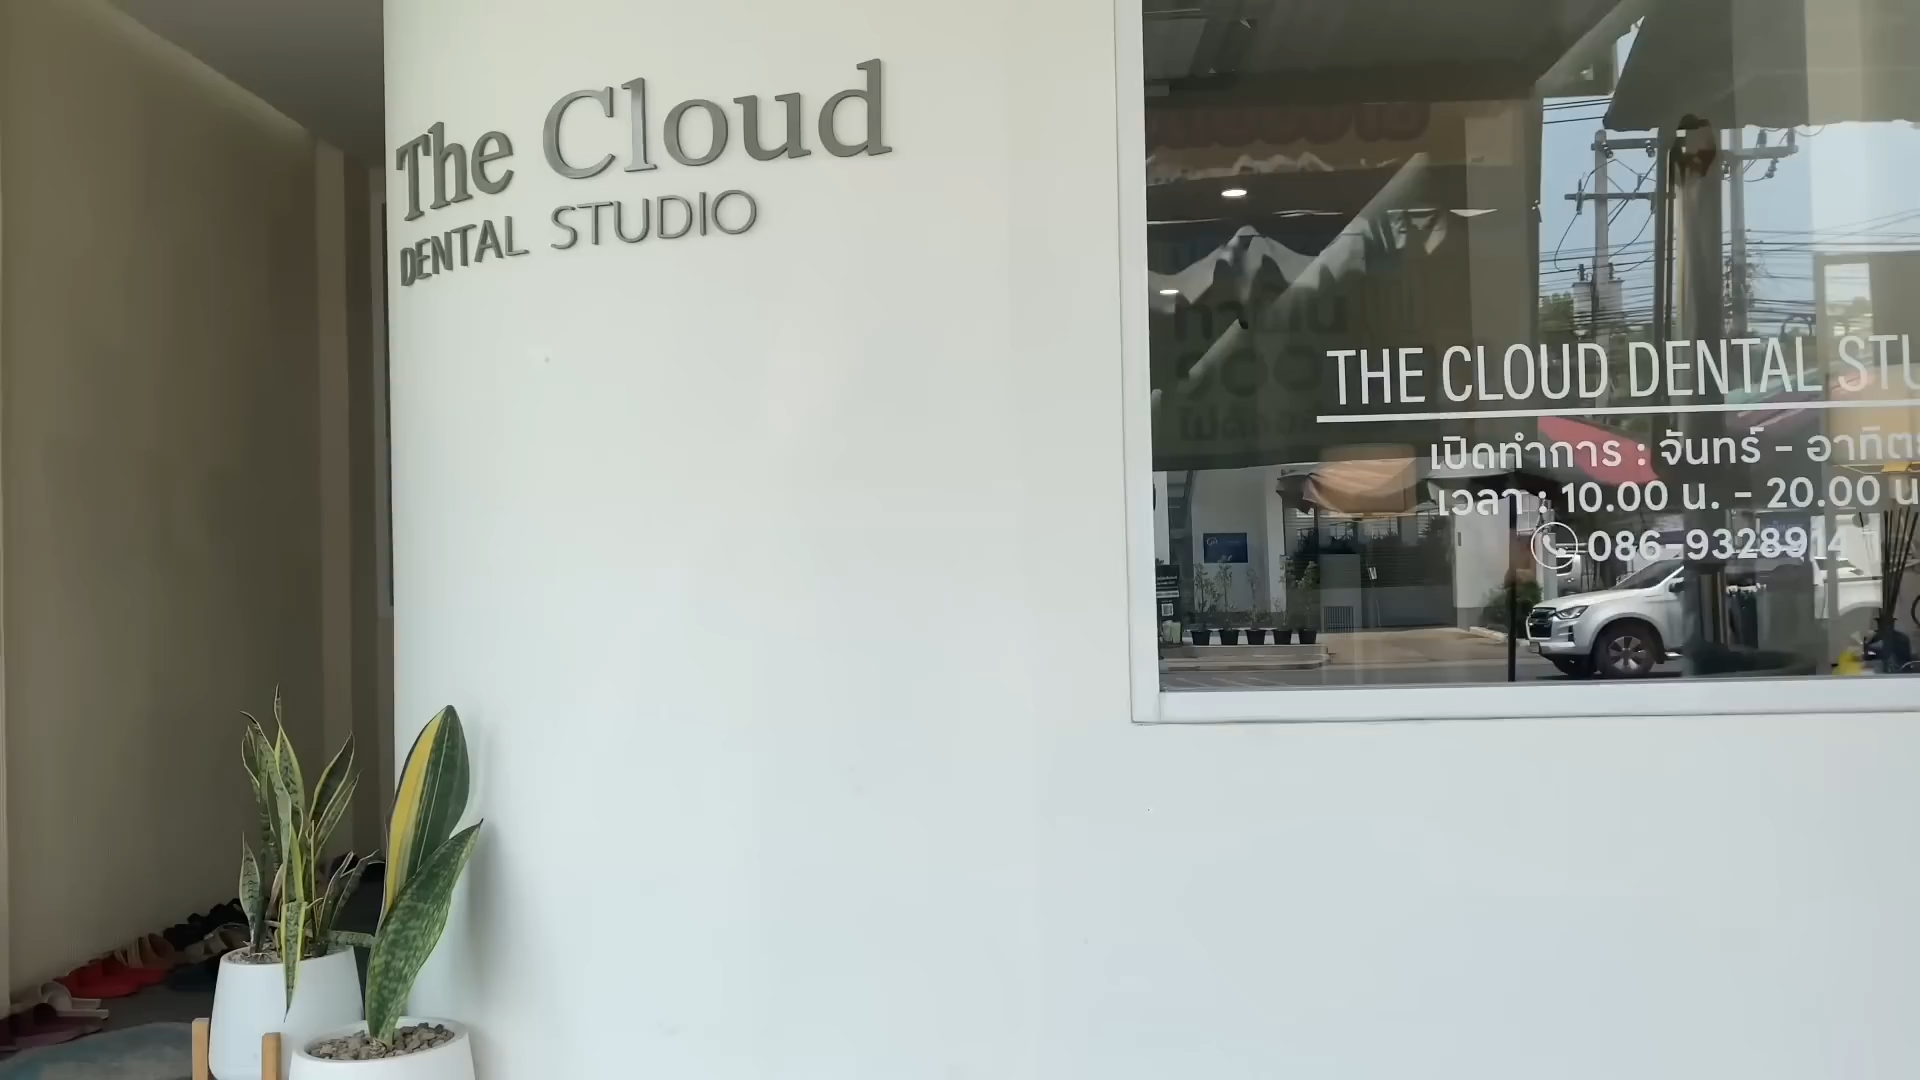 The Cloud
DENTAL STUDIO
THE CLOUD DENTAL STU
เปิดทำการ : จันทร์ - อาทิต
เวลา : 10.00 น. - 20.00 น
086-9328914